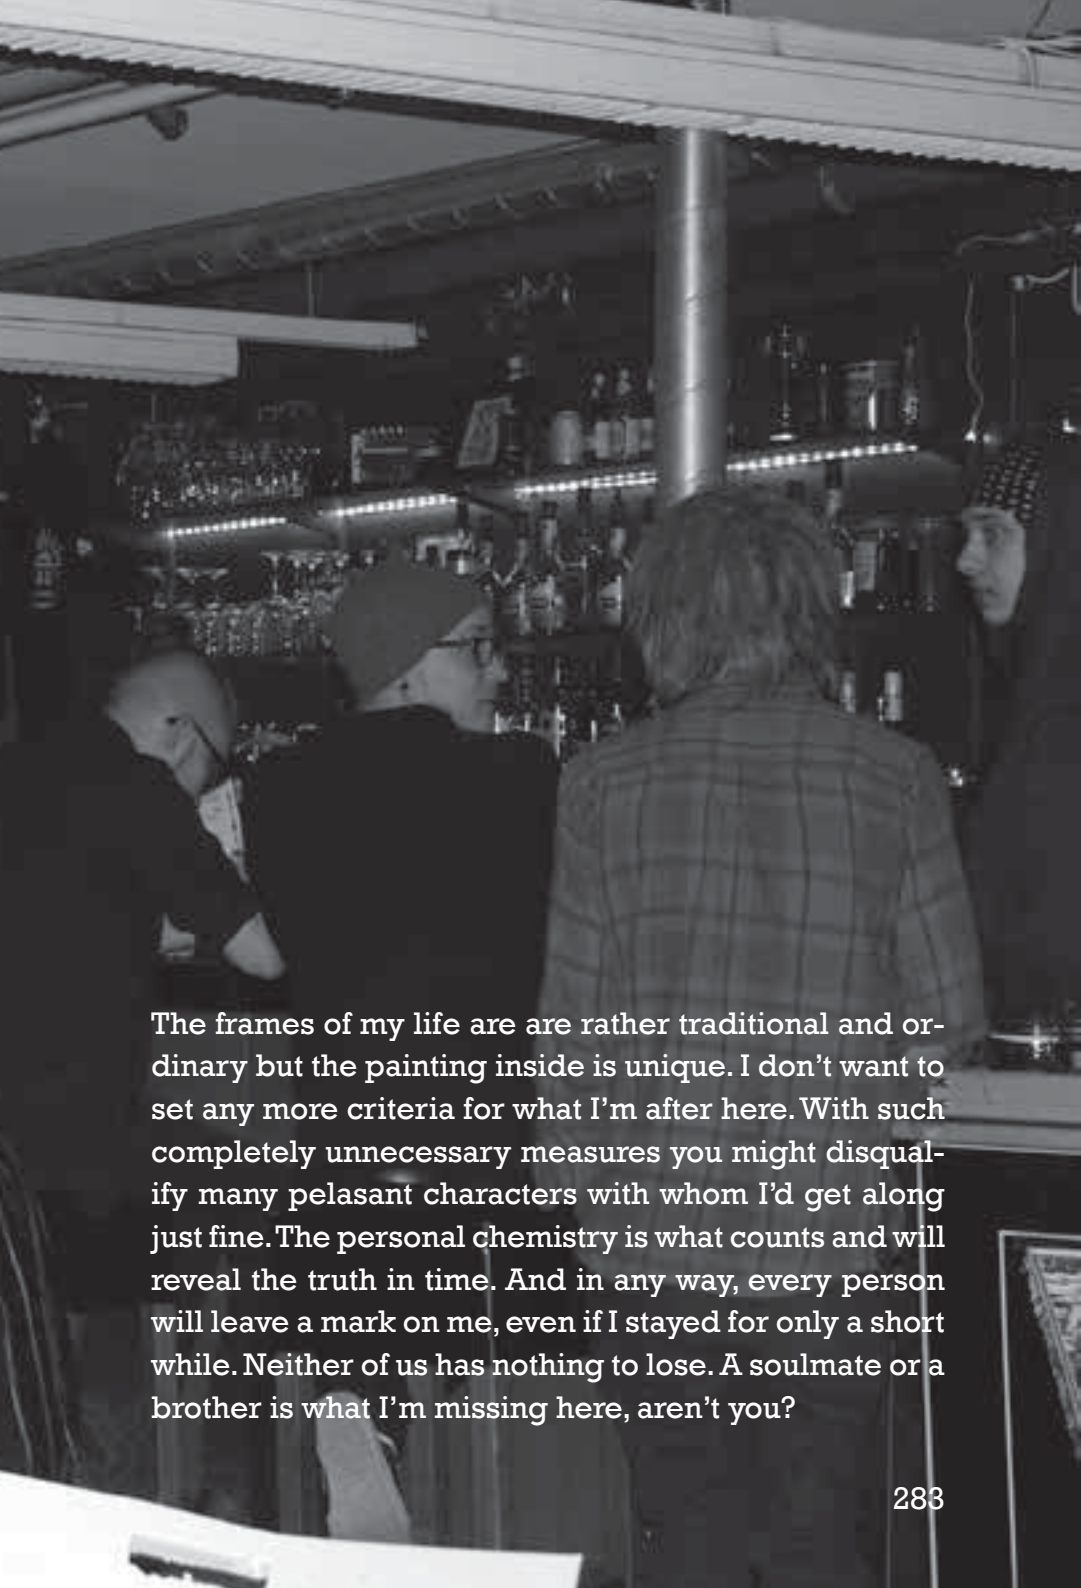 The frames of my life are are rather traditional and or-
dinary but the painting inside is unique. I don’t want to
set any more criteria for what I’m after here. With such
completely unnecessary measures you might disqual-
ify many pelasant characters with whom I’d get along
just fine. The personal chemistry is what counts and will
reveal the truth in time. And in any way, every person
will leave a mark on me, even if I stayed for only a short
while. Neither of us has nothing to lose. A soulmate or a
brother is what I’m missing here, aren’t you?
283